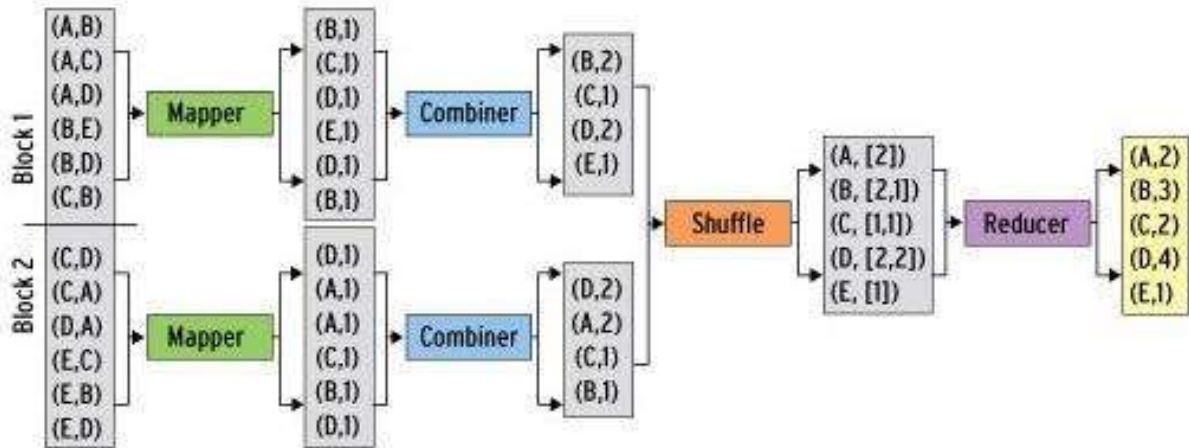 Block 1
(A,B)
(A,C)
(A,D)
(B,E)
(B,D)
(C,B)
Mapper
(B,1)
(C,1)
(D,1)
(E,1)
(D,1)
(B,1)
Combiner
(B,2)
(C,1)
(D,2)
(E,1)
Block 2
(C,D)
(C,A)
(D,A)
(E,C)
(E,B)
(E,D)
Mapper
(D,1)
(A,1)
(A,1)
(C,1)
(B,1)
(D,1)
Combiner
(D,2)
(A,2)
(C,1)
(B,1)
Shuffle
(A, [2])
(B, [2,1])
(C, [1,1])
(D, [2,2])
(E, [1])
Reducer
(A,2)
(B,3)
(C,2)
(D,4)
(E,1)